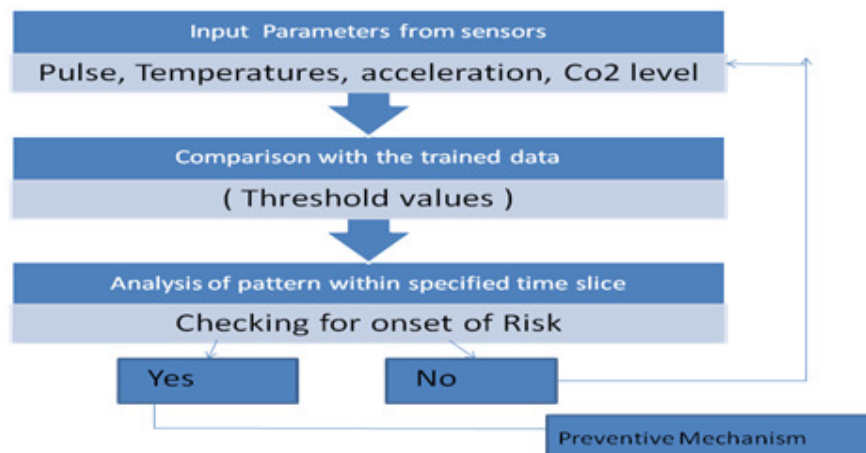 Input Parameters from sensors
Pulse, Temperatures, acceleration, Co2 level
Comparison with the trained data
( Threshold values )
Analysis of pattern within specified time slice
Checking for onset of Risk
Yes
No
Preventive Mechanism